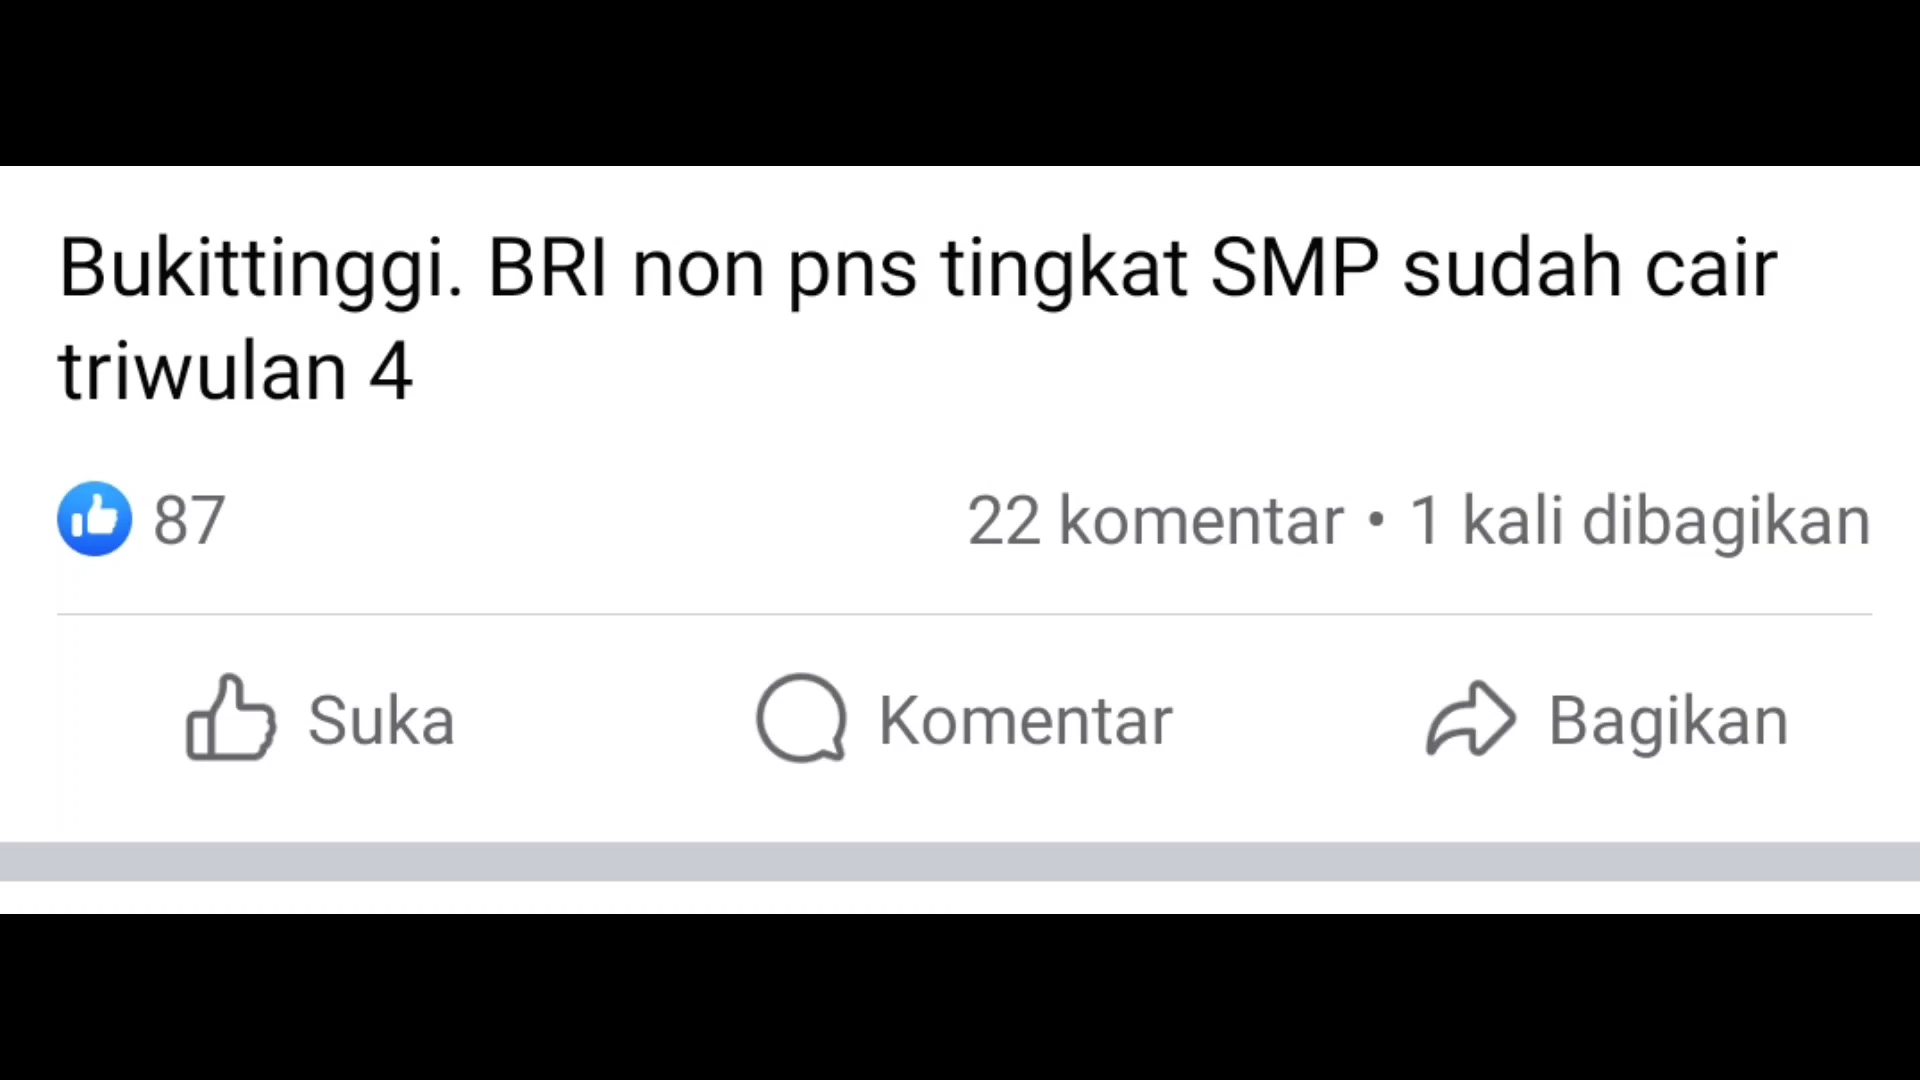 Bukittinggi. BRI non pns tingkat SMP sudah cair
triwulan 4
87
22 komentar • 1 kali dibagikan
Suka
Komentar
Bagikan